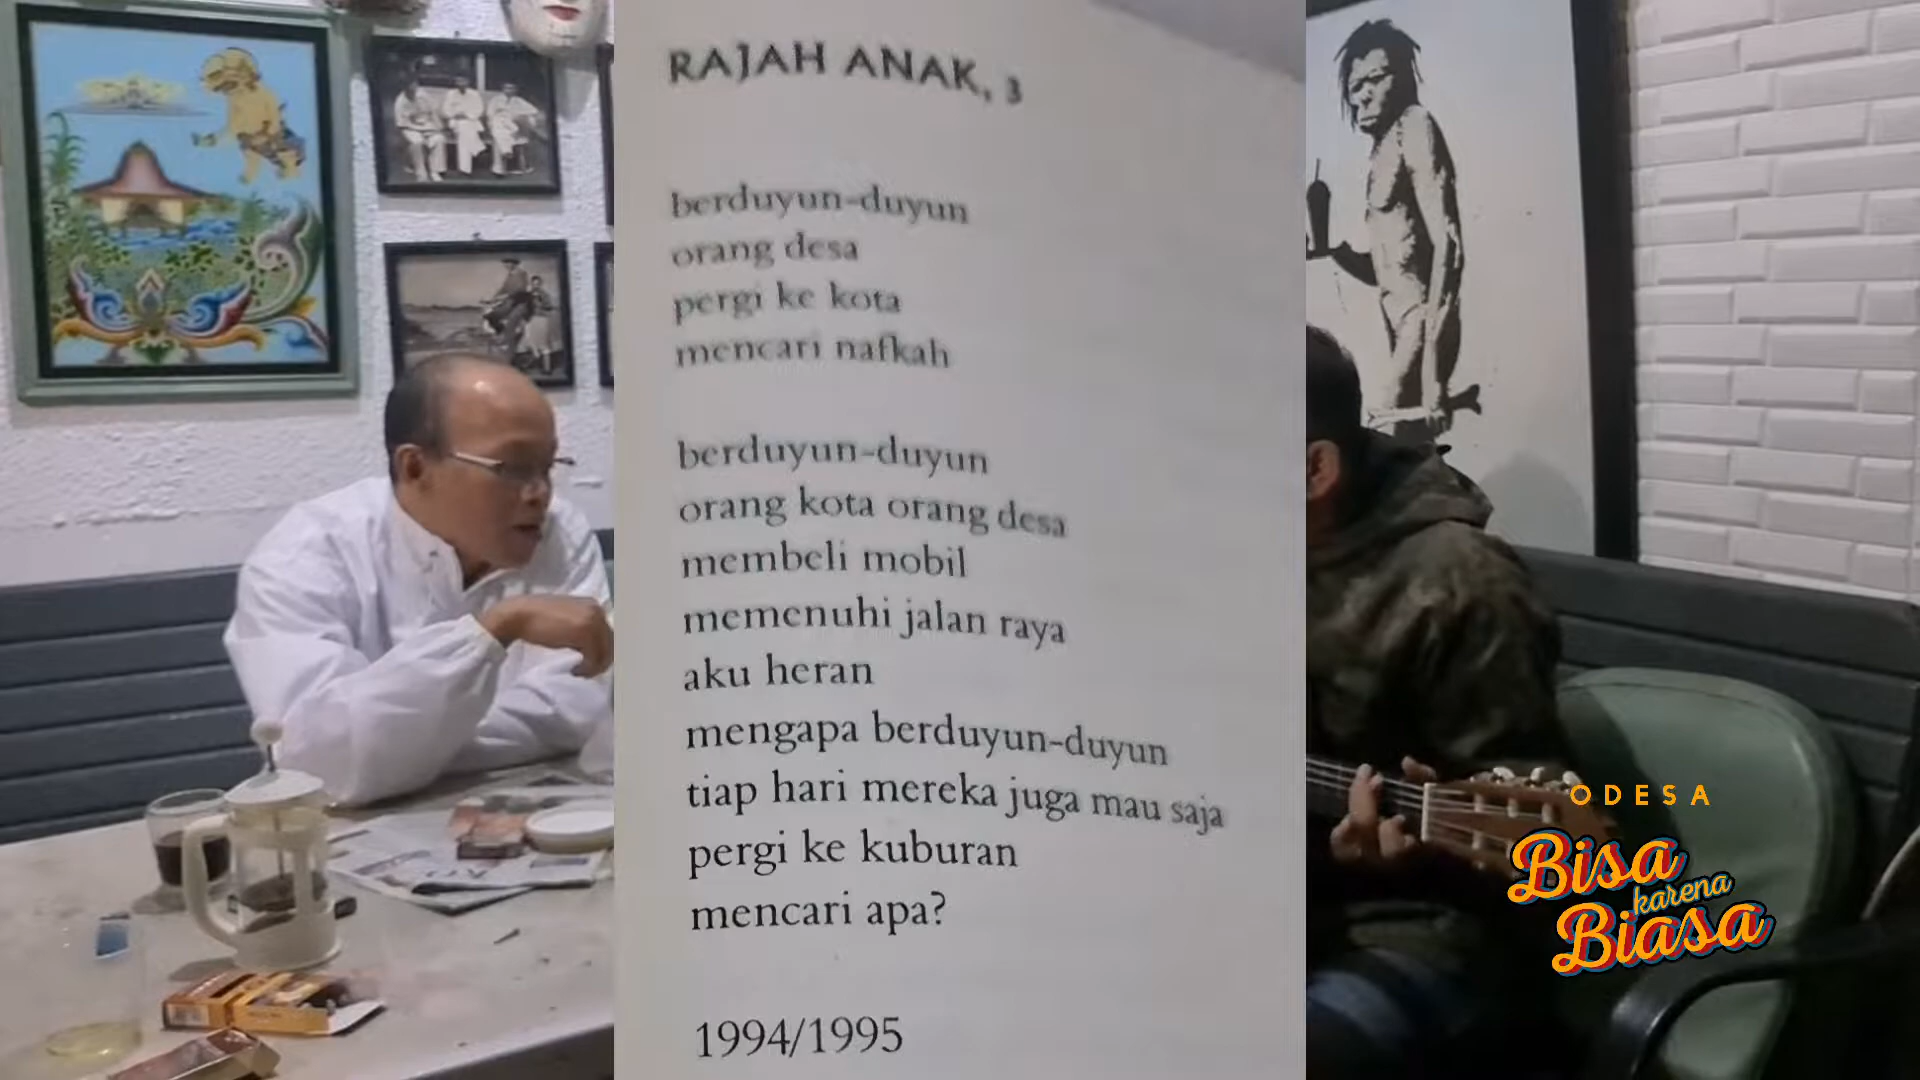 RAJAH ANAK, 3
berduyun-duyun
orang desa
pergi ke kota
mencari nafkah
berduyun-duyun
orang kota orang desa
membeli mobil
memenuhi jalan raya
aku heran
mengapa berduyun-duyun
tiap hari mereka juga mau saja
pergi ke kuburan
mencari apa?
1994/1995
ODESA
Bisa
karena
Biasa